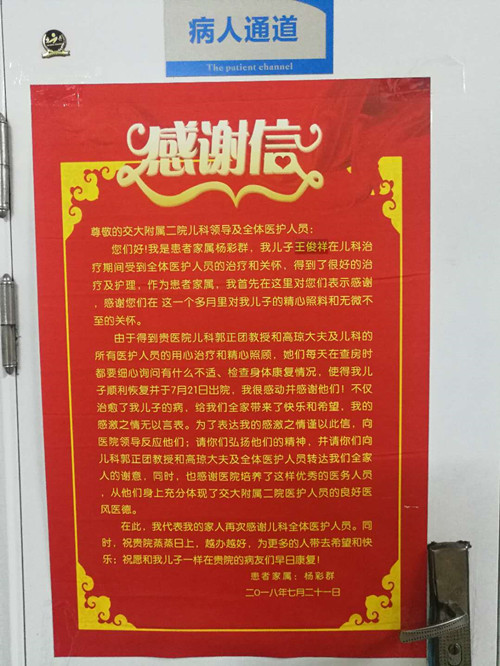 病人通道
The patient channel
感谢信
尊敬的交大附属二院儿科领导及全体医护人员：
您们好!我是患者家属杨彩群，我儿子王俊祥在儿科治
疗期间受到全体医护人员的治疗和关怀，得到了很好的治
疗及护理，作为患者家属，我首先在这里对您们表示感谢，
感谢您们在 这一个多月里对我儿子的精心照料和无微不
至的关怀。
由于得到贵医院儿科郭正团教授和高琼大夫及儿科的
所有医护人员的用心治疗和精心照顾，她们每天在查房时
都要细心询问有什么不适、检查身体康复情况，使得我儿
子顺利恢复并于7月21日出院，我很感动并感谢他们！不仅
治愈了我儿子的病，给我们全家带来了快乐和希望，我的
感激之情无以言表。为了表达我的感激之情谨以此信，向
医院领导反应他们；请你们弘扬他们的精神，并请你们向
儿科郭正团教授和高琼大夫及全体医护人员转达我们全家
人的谢意，同时，也感谢医院培养了这样优秀的医务人员
，从他们身上充分体现了交大附属二院医护人员的良好医
风医德。
在此，我代表我的家人再次感谢儿科全体医护人员。同
时，祝贵院蒸蒸日上，越办越好，为更多的人带去希望和快
乐；祝愿和我儿子一样在贵院的病友们早日康复！
患者家属：杨彩群
二〇一八年七月二十一日